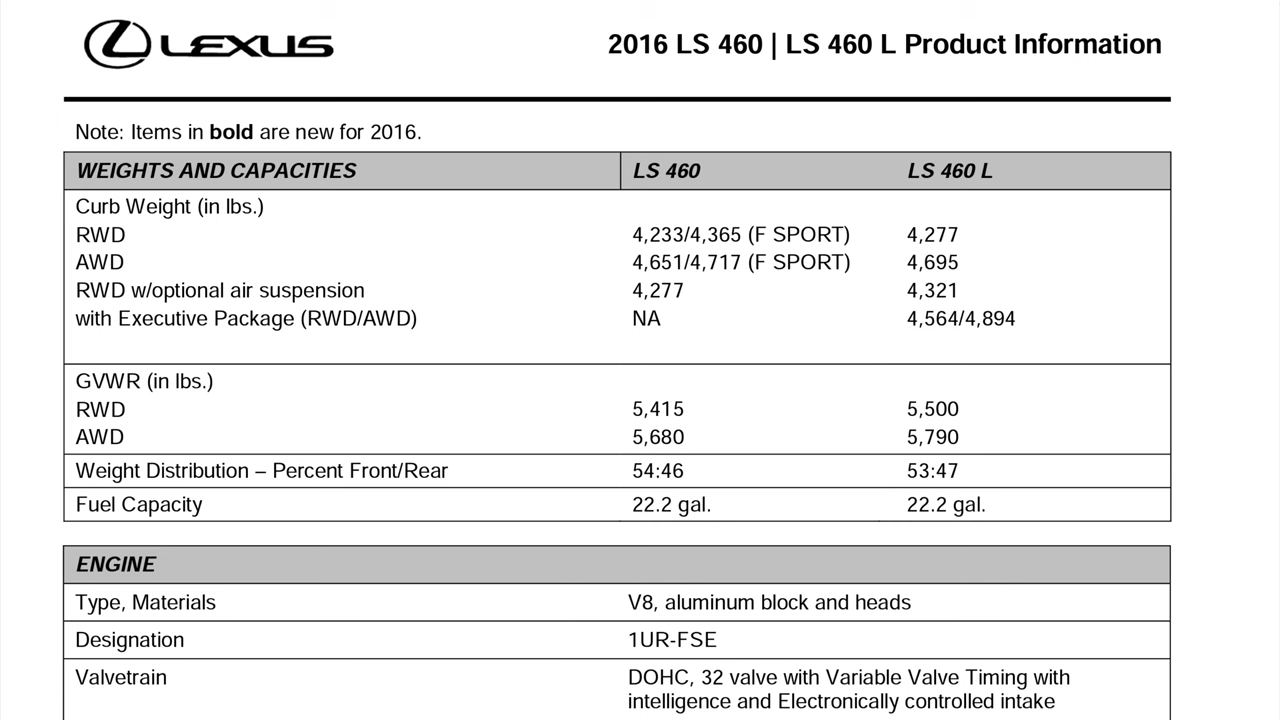 LEXUS
2016 LS 460 | LS 460 L Product Information
Note: Items in bold are new for 2016.
WEIGHTS AND CAPACITIES LS 460 LS 460 L
Curb Weight (in lbs.)
RWD 4,233/4,365 (F SPORT) 4,277
AWD 4,651/4,717 (F SPORT) 4,695
RWD w/optional air suspension 4,277 4,321
with Executive Package (RWD/AWD) NA 4,564/4,894
GVWR (in lbs.)
RWD 5,415 5,500
AWD 5,680 5,790
Weight Distribution – Percent Front/Rear 54:46 53:47
Fuel Capacity 22.2 gal. 22.2 gal.
ENGINE
Type, Materials V8, aluminum block and heads
Designation 1UR-FSE
Valvetrain DOHC, 32 valve with Variable Valve Timing with
intelligence and Electronically controlled intake